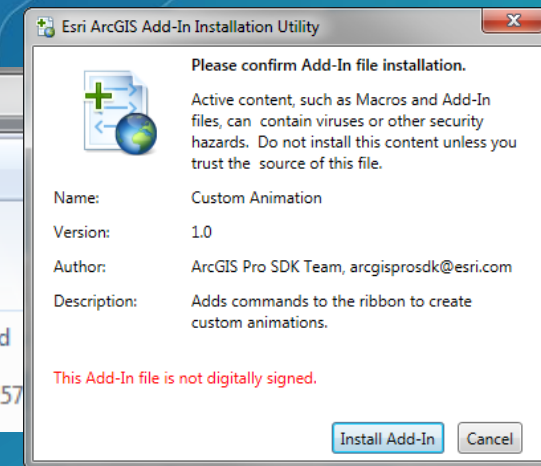 Esri ArcGIS Add-In Installation Utility
Please confirm Add-In file installation.
Active content, such as Macros and Add-In
files, can  contain viruses or other security
hazards.  Do not install this content unless you
trust the  source of this file.
Name: Custom Animation
Version: 1.0
Author: ArcGIS Pro SDK Team, arcgisprosdk@esri.com
Description: Adds commands to the ribbon to create
custom animations.
d
This Add-In file is not digitally signed.
57
Install Add-In Cancel